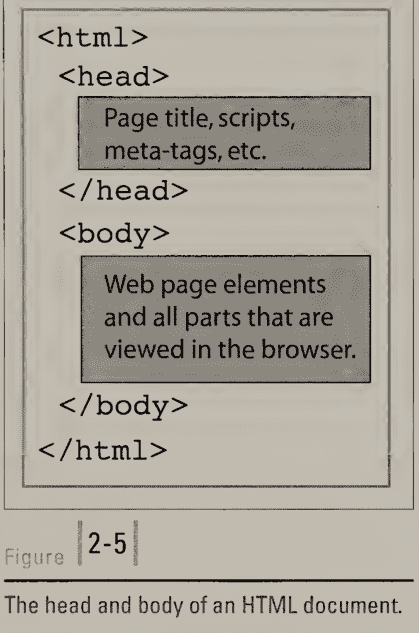 <html>
<head>
Page title, scripts,
meta-tags, etc.
</head>
<body>
Web page elements
and all parts that are
viewed in the browser.
</body>
</html>
Figure 2-5
The head and body of an HTML document.